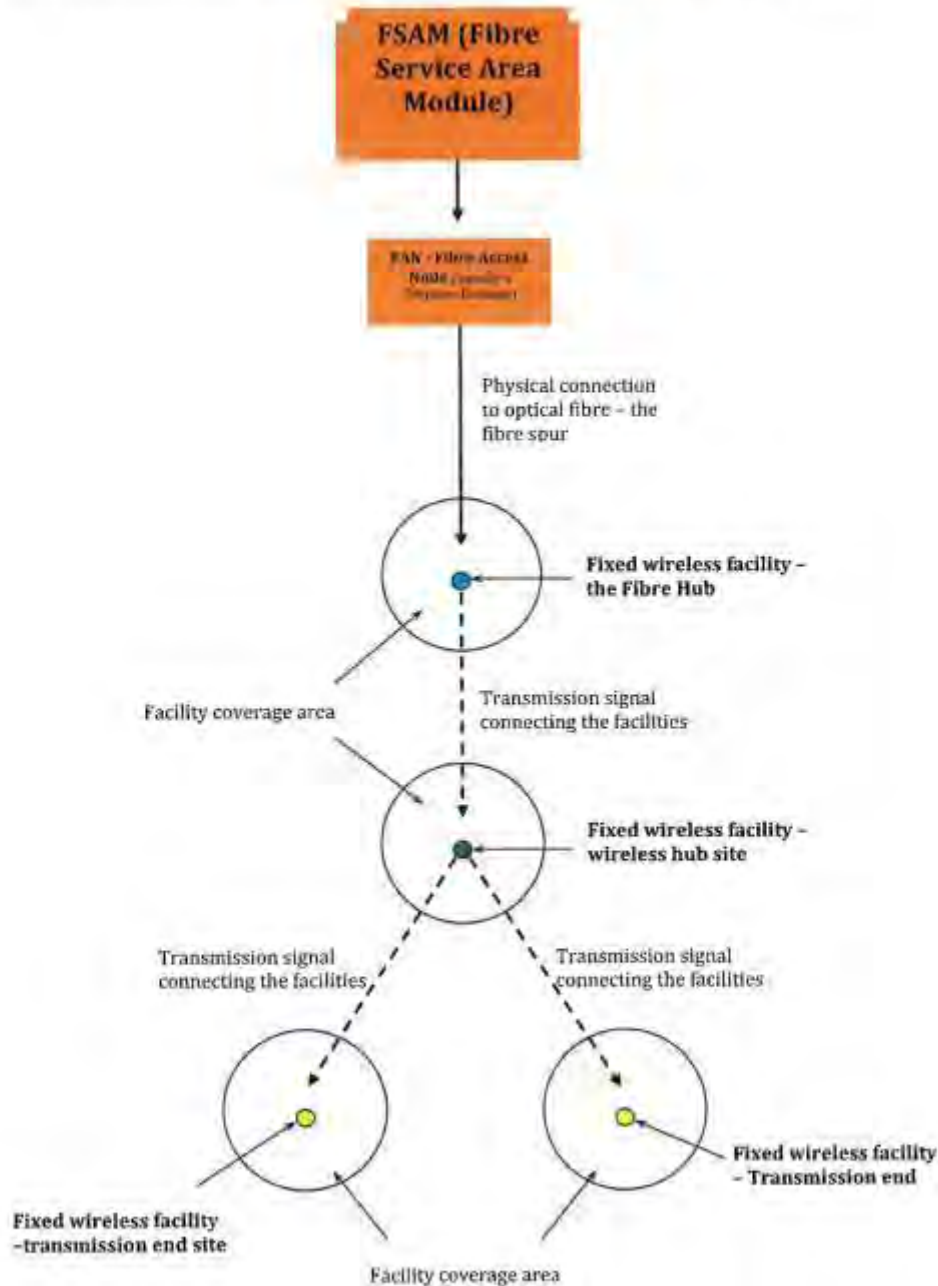 FSAM (Fibre
Service Area
Module)
FAN - Fibre Access
Node (usually a
Physical connection
to optical fibre – the
fibre spur
Fixed wireless facility –
the Fibre Hub
Facility coverage area
Transmission signal
connecting the facilities
Fixed wireless facility –
wireless hub site
Transmission signal
connecting the facilities
Transmission signal
connecting the facilities
Fixed wireless facility
– Transmission end
Fixed wireless facility
–transmission end site
Facility coverage area